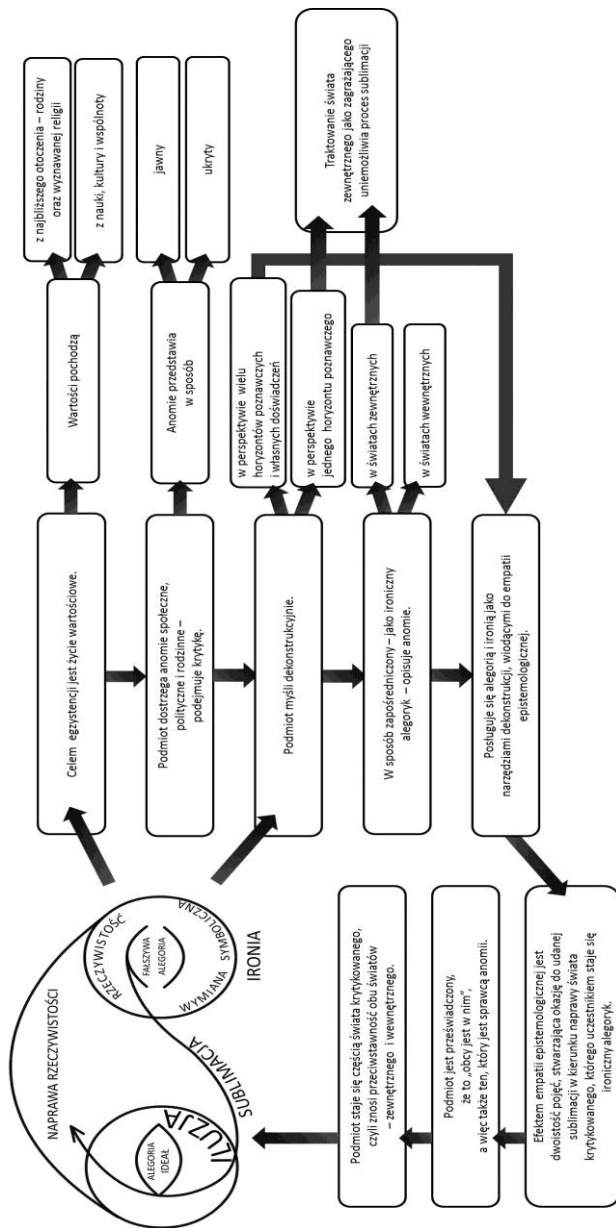 NAPRAWA RZECZYWISTOŚCI
ALEGORIA
IDEAŁ
ILUZJA
SUBLIMACJA
RZECZYWISTOŚĆ
FAŁSZYWA
ALEGORIA
WYMIANA SYMBOLICZNA
IRONIA
Celem egzystencji jest życie wartościowe.
Wartości pochodzą
z najbliższego otoczenia – rodziny
oraz wyznawanej religii
z nauki, kultury i wspólnoty
Podmiot dostrzega anomie społeczne,
polityczne i rodzinne –
podejmuje krytykę.
Anomie przedstawia
w sposób
jawny
ukryty
Podmiot myśli dekonstrukcyjnie.
w perspektywie wielu
horyzontów poznawczych
i własnych doświadczeń
w perspektywie
jednego horyzontu poznawczego
W sposób zapośredniczony – jako ironiczny
alegoryk – opisuje anomie.
w światach zewnętrznych
w światach wewnętrznych
Traktowanie świata
zewnętrznego jako zagrażającego
uniemożliwia proces sublimacji
Posługuje się alegorią i ironią jako
narzędziami dekonstrukcji, wiodącymi do empatii
epistemologicznej.
Podmiot staje się częścią świata krytykowanego,
czyli znosi przeciwstawność obu światów
– zewnętrznego i wewnętrznego.
Podmiot jest przeświadczony,
że to „obcy jest w nim”,
a więc także ten, który jest sprawcą anomii.
Efektem empatii epistemologicznej jest
dwoistość pojęć, stwarzająca okazję do udanej
sublimacji w kierunku naprawy świata
krytykowanego, którego uczestnikiem staje się
ironiczny alegoryk.